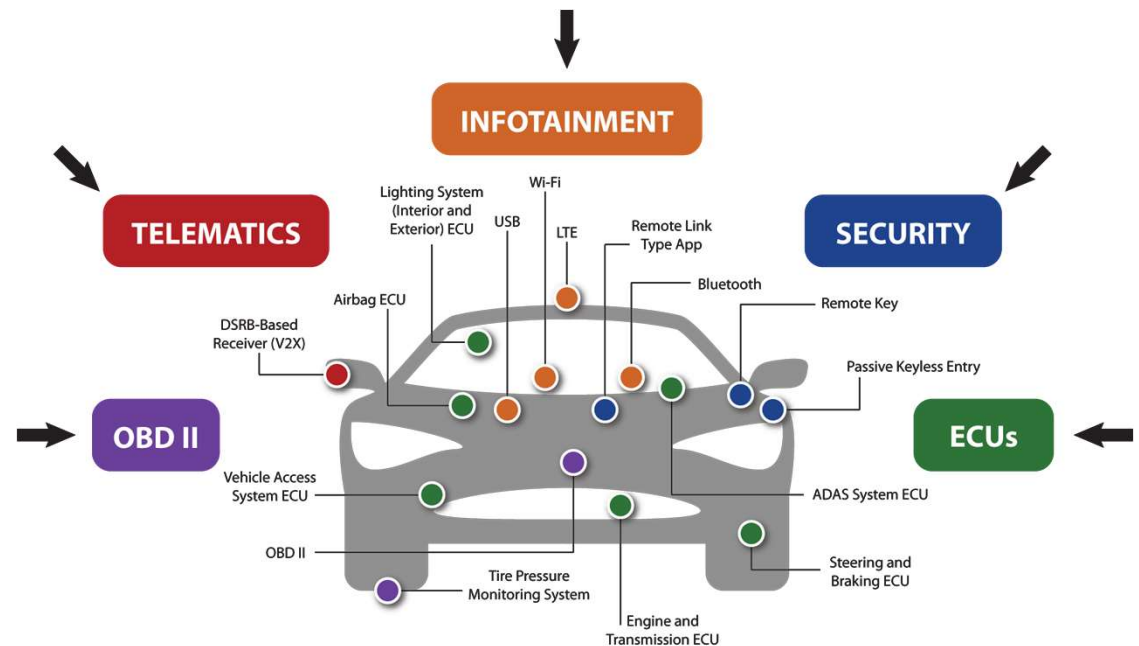 INFOTAINMENT
TELEMATICS
SECURITY
Lighting System
(Interior and
Exterior) ECU
USB
Wi-Fi
LTE
Remote Link
Type App
Bluetooth
Remote Key
Airbag ECU
DSRB-Based
Receiver (V2X)
Passive Keyless Entry
OBD II
ECUs
Vehicle Access
System ECU
ADAS System ECU
OBD II
Tire Pressure
Monitoring System
Steering and
Braking ECU
Engine and
Transmission ECU